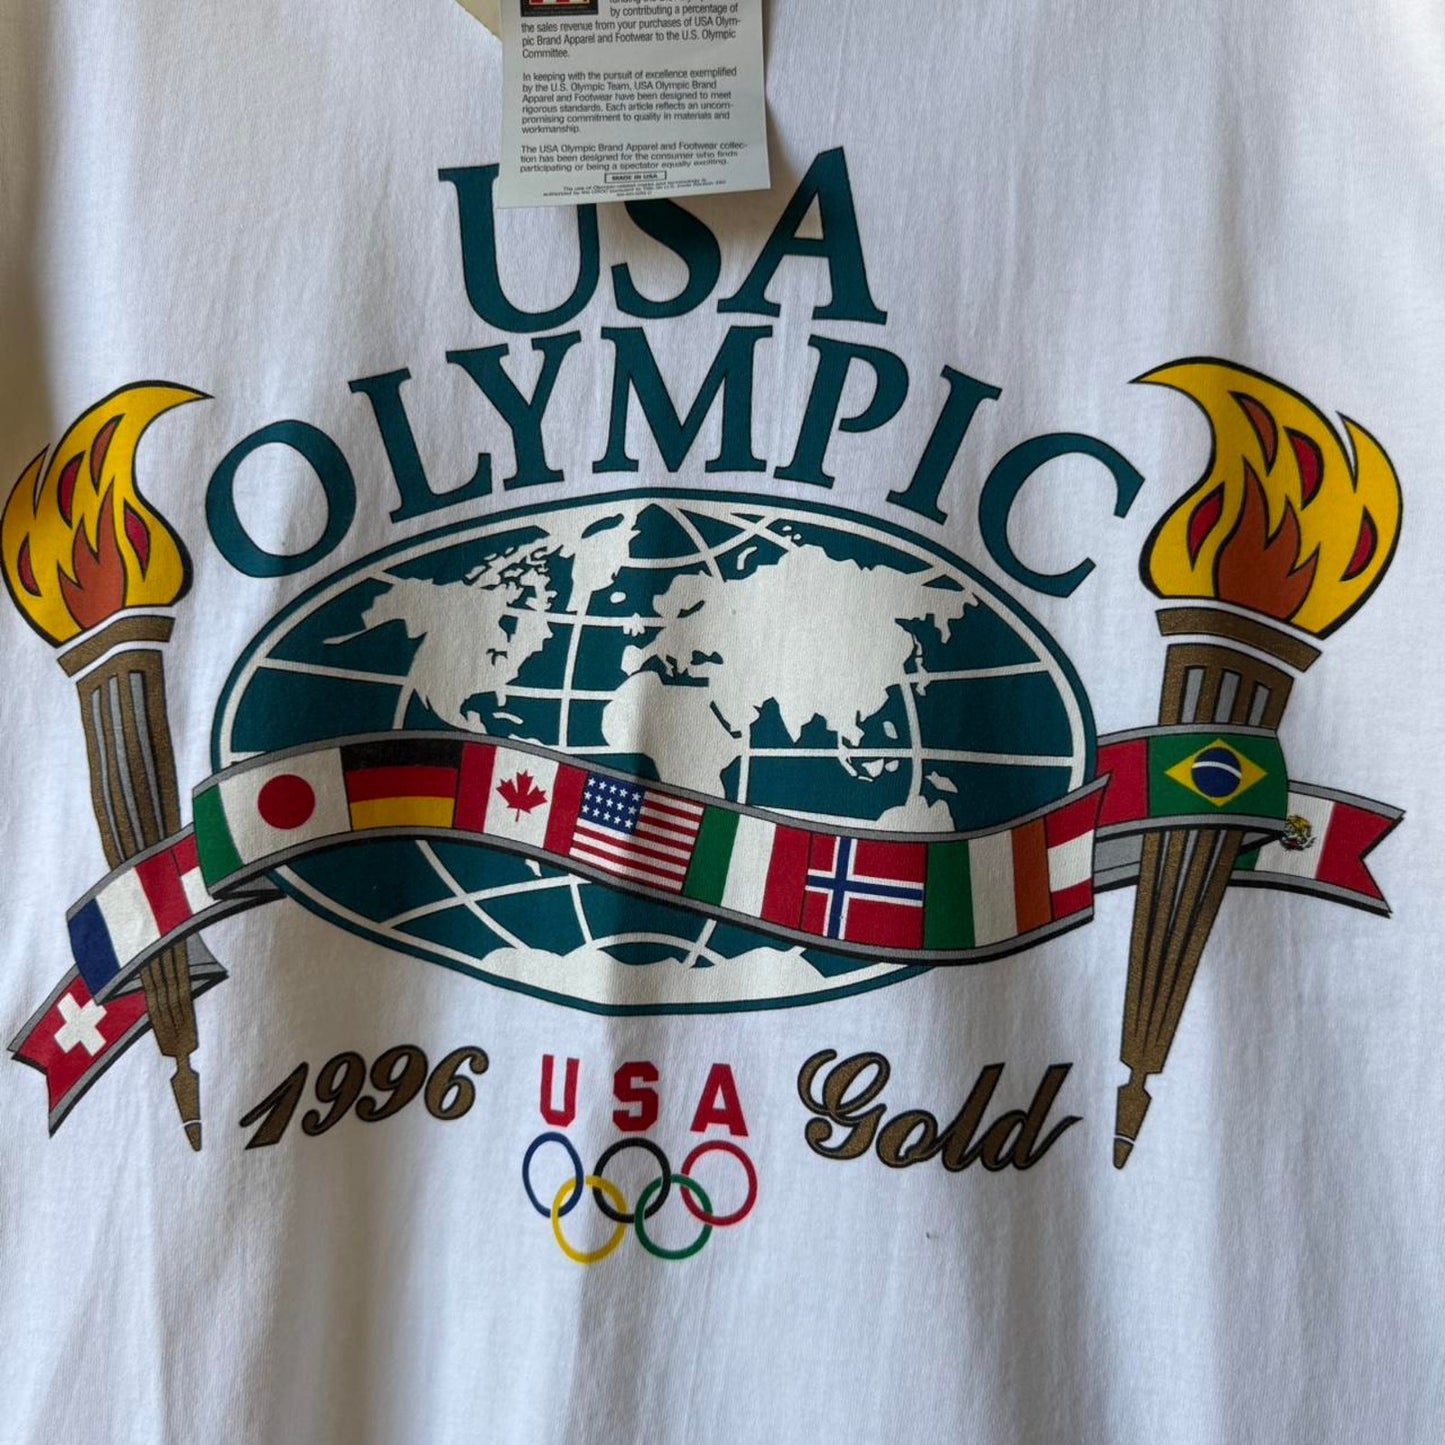 by contributing a percentage of
the sales revenue from your purchases of USA Olym-
pic Brand Apparel and Footwear to the U.S. Olympic
Committee.
In keeping with the pursuit of excellence exemplified
by the U.S. Olympic Team, USA Olympic Brand
Apparel and Footwear have been designed to meet
rigorous standards. Each article reflects an uncom-
promising commitment to quality in materials and
workmanship.
The USA Olympic Brand Apparel and Footwear collec-
tion has been designed for the consumer who finds
participating or being a spectator equally exciting.
MADE IN USA
USA
OLYMPIC
1996 USA Gold